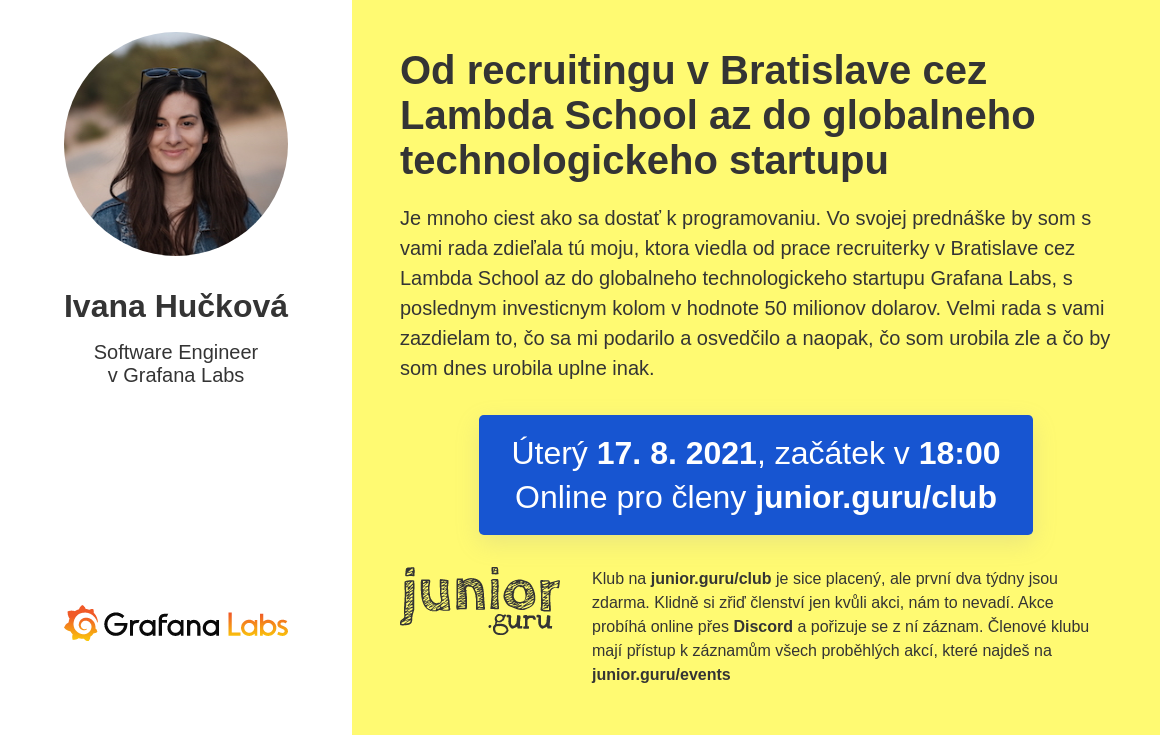 Ivana Hučková
Software Engineer
v Grafana Labs
Grafana Labs
Od recruitingu v Bratislave cez
Lambda School az do globalneho
technologickeho startupu
Je mnoho ciest ako sa dostať k programovaniu. Vo svojej prednáške by som s
vami rada zdieľala tú moju, ktora viedla od prace recruiterky v Bratislave cez
Lambda School az do globalneho technologickeho startupu Grafana Labs, s
poslednym investicnym kolom v hodnote 50 milionov dolarov. Velmi rada s vami
zazdielam to, čo sa mi podarilo a osvedčilo a naopak, čo som urobila zle a čo by
som dnes urobila uplne inak.
Úterý 17. 8. 2021, začátek v 18:00
Online pro členy junior.guru/club
junior
.guru
Klub na junior.guru/club je sice placený, ale první dva týdny jsou
zdarma. Klidně si zřiď členství jen kvůli akci, nám to nevadí. Akce
probíhá online přes Discord a pořizuje se z ní záznam. Členové klubu
mají přístup k záznamům všech proběhlých akcí, které najdeš na
junior.guru/events